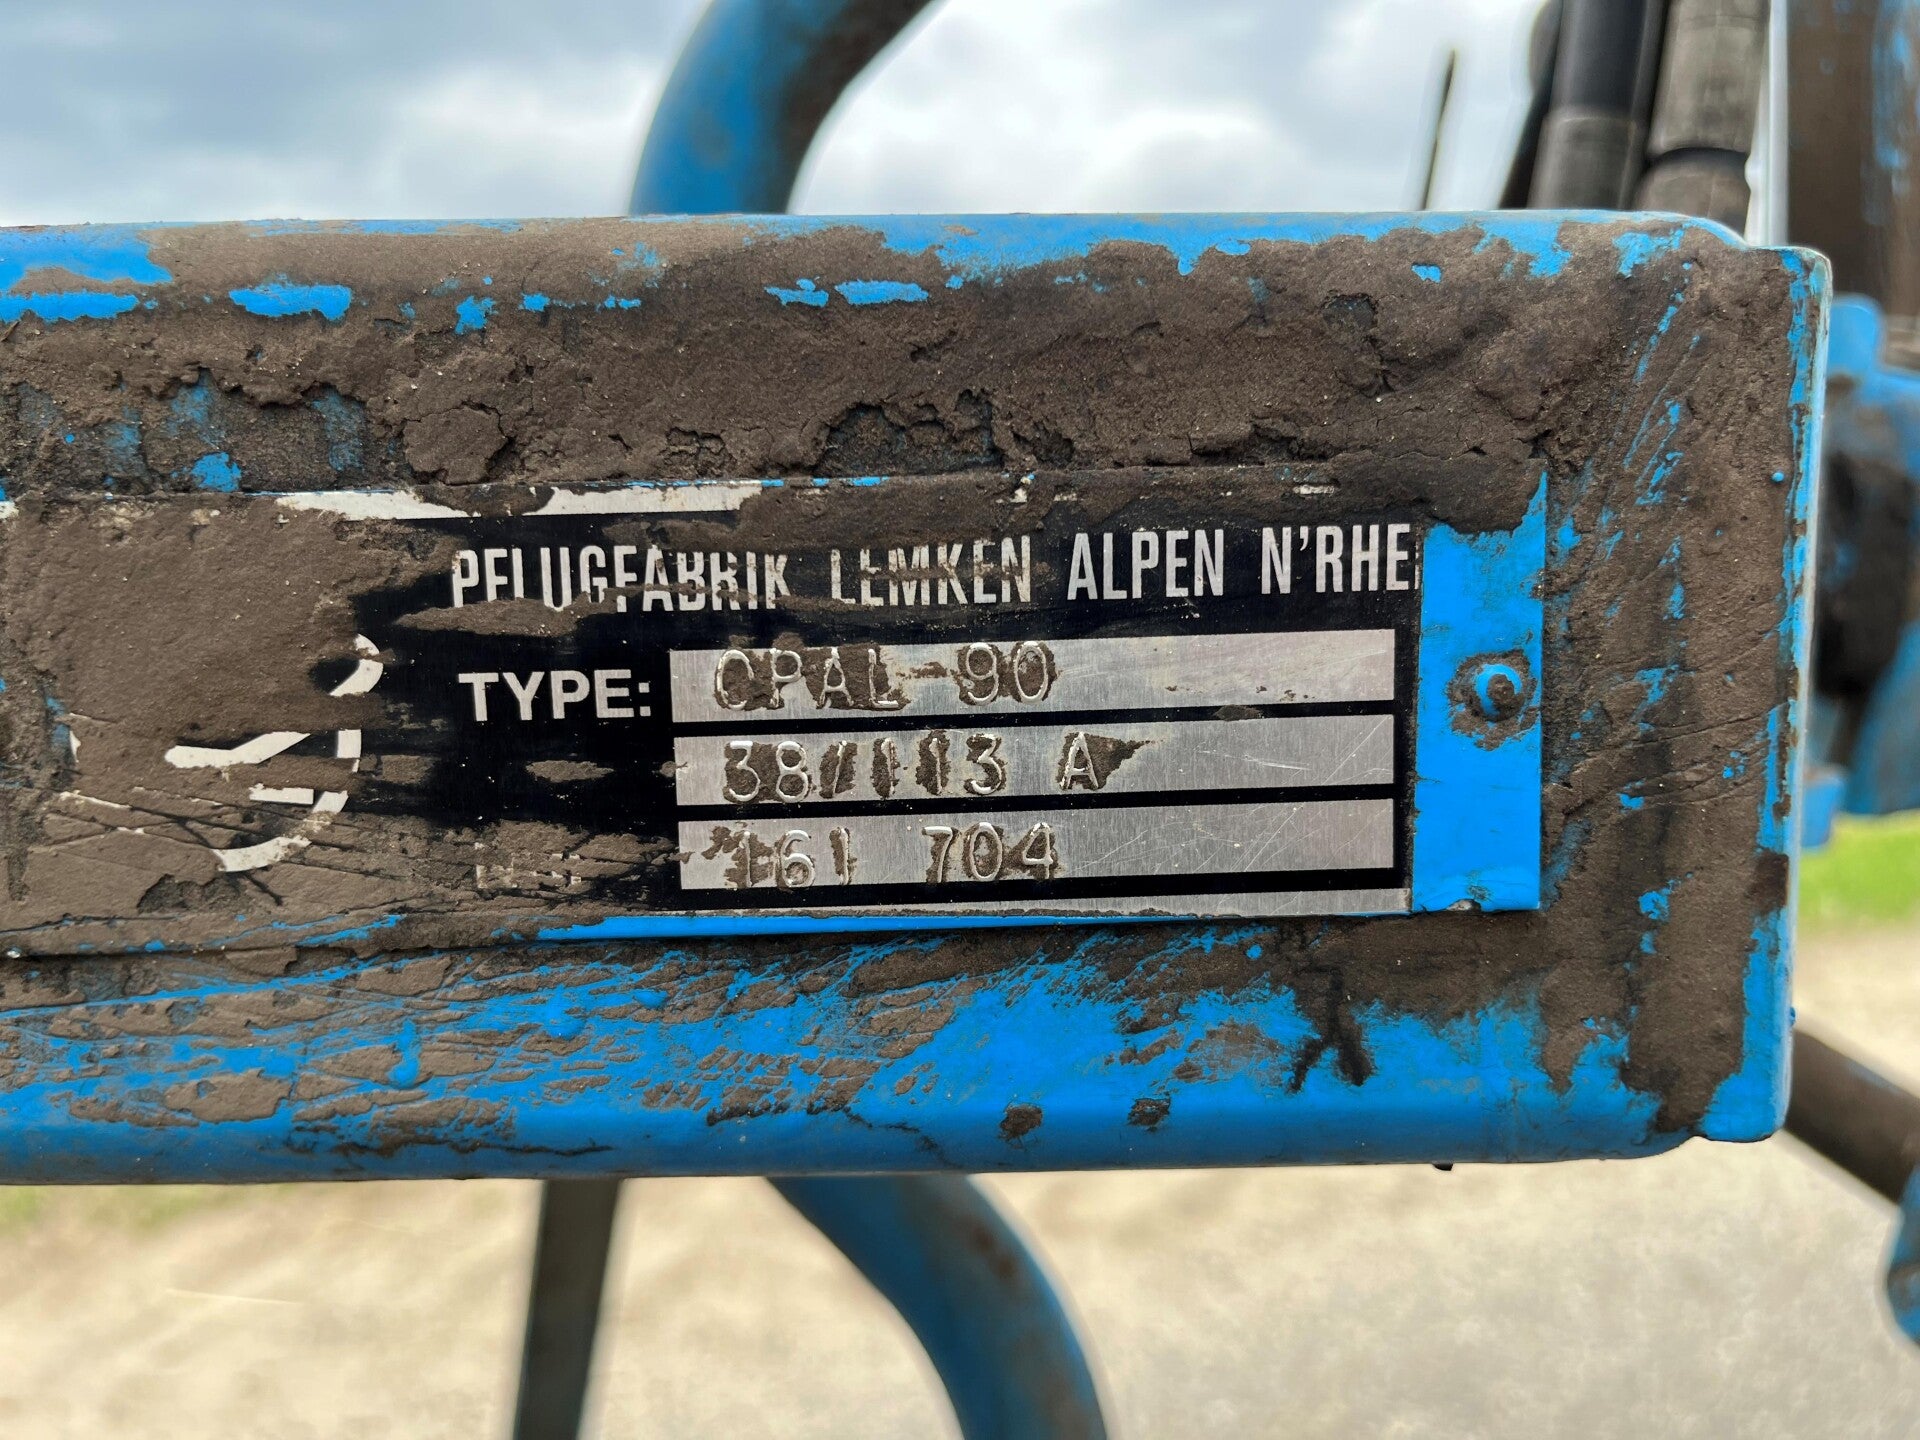 PFLUGFABRIK LEMKEN ALPEN N'RHE
TYPE: OPAL-90
38/113 A
161 704